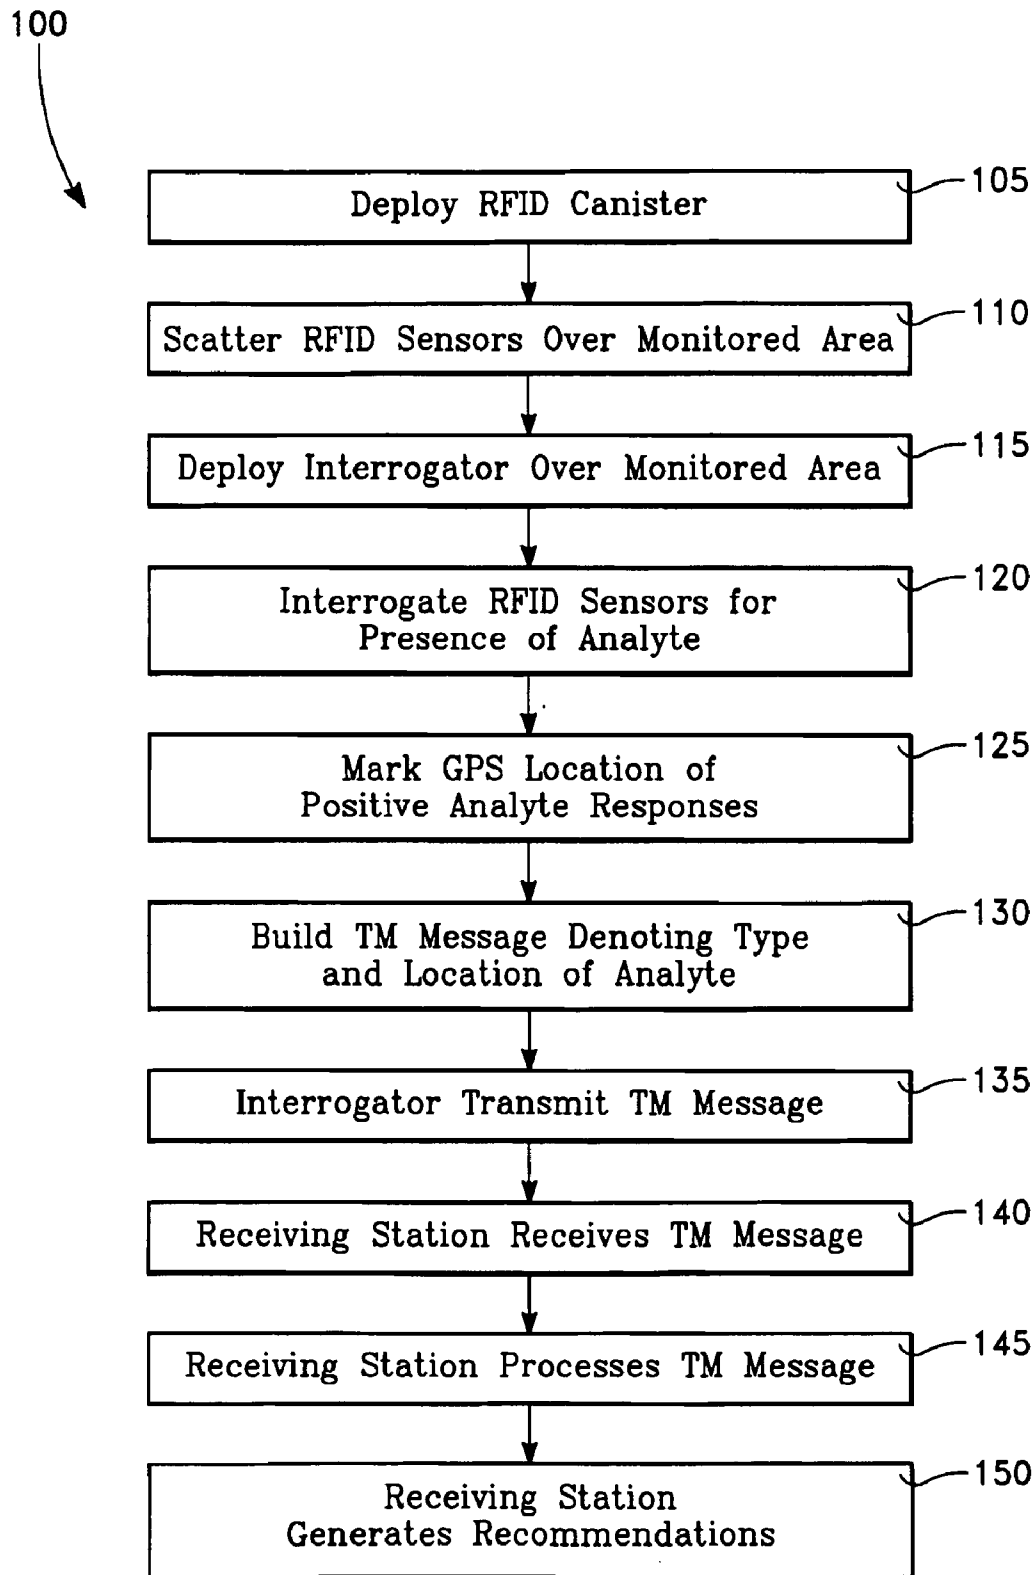 100
Deploy RFID Canister
105
Scatter RFID Sensors Over Monitored Area
110
Deploy Interrogator Over Monitored Area
115
Interrogate RFID Sensors for
Presence of Analyte
120
Mark GPS Location of
Positive Analyte Responses
125
Build TM Message Denoting Type
and Location of Analyte
130
Interrogator Transmit TM Message
135
Receiving Station Receives TM Message
140
Receiving Station Processes TM Message
145
Receiving Station
Generates Recommendations
150